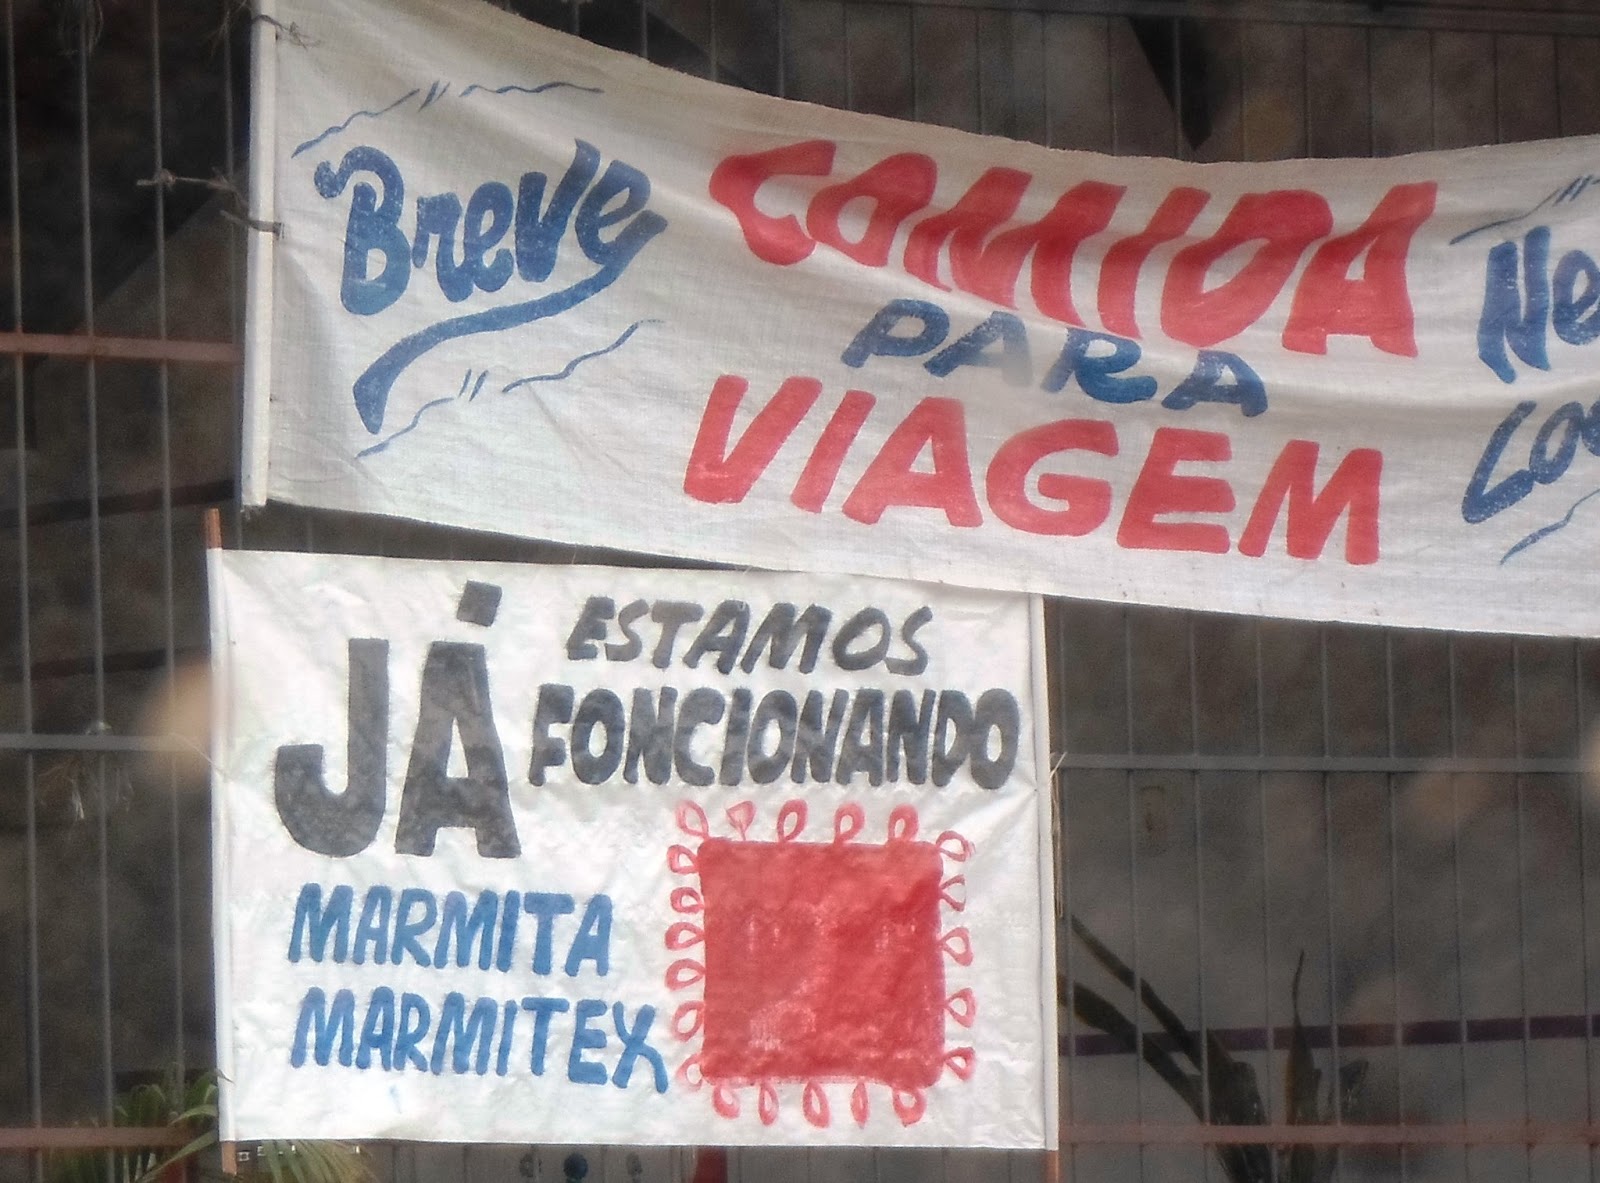 Breve
COMIDA
PARA
VIAGEM
JÁ
ESTAMOS
FONCIONANDO
MARMITA
MARMITEX